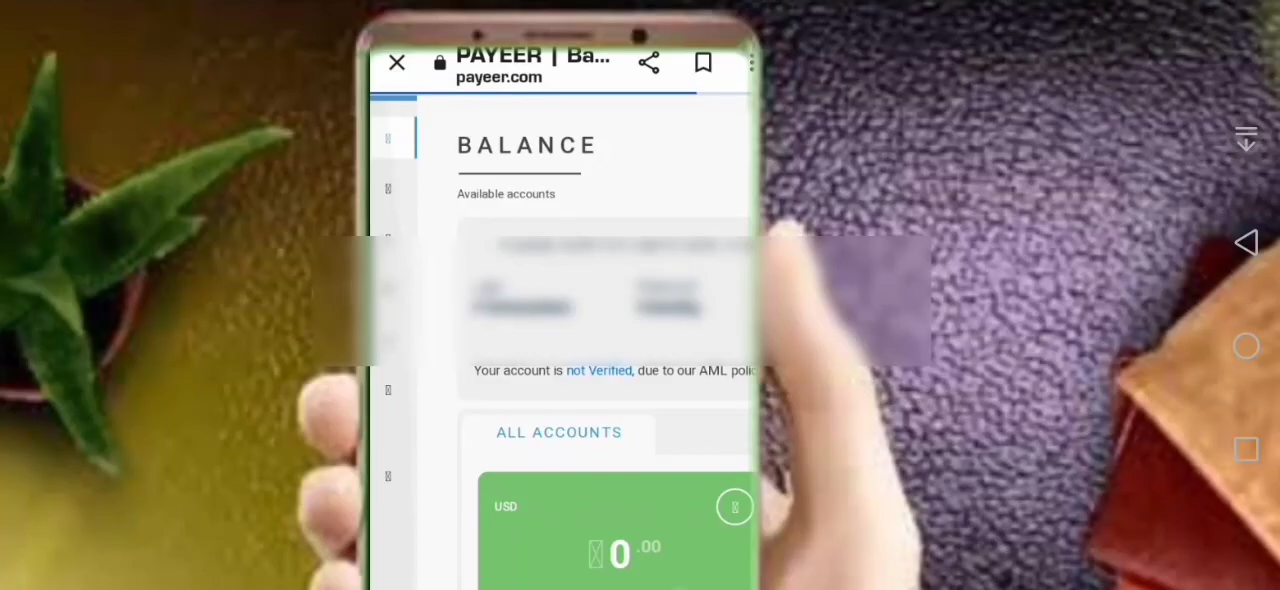 PAYEER | Ba...
payeer.com
BALANCE
Available accounts
Your account is not Verified, due to our AML
ALL ACCOUNTS
USD
0.00